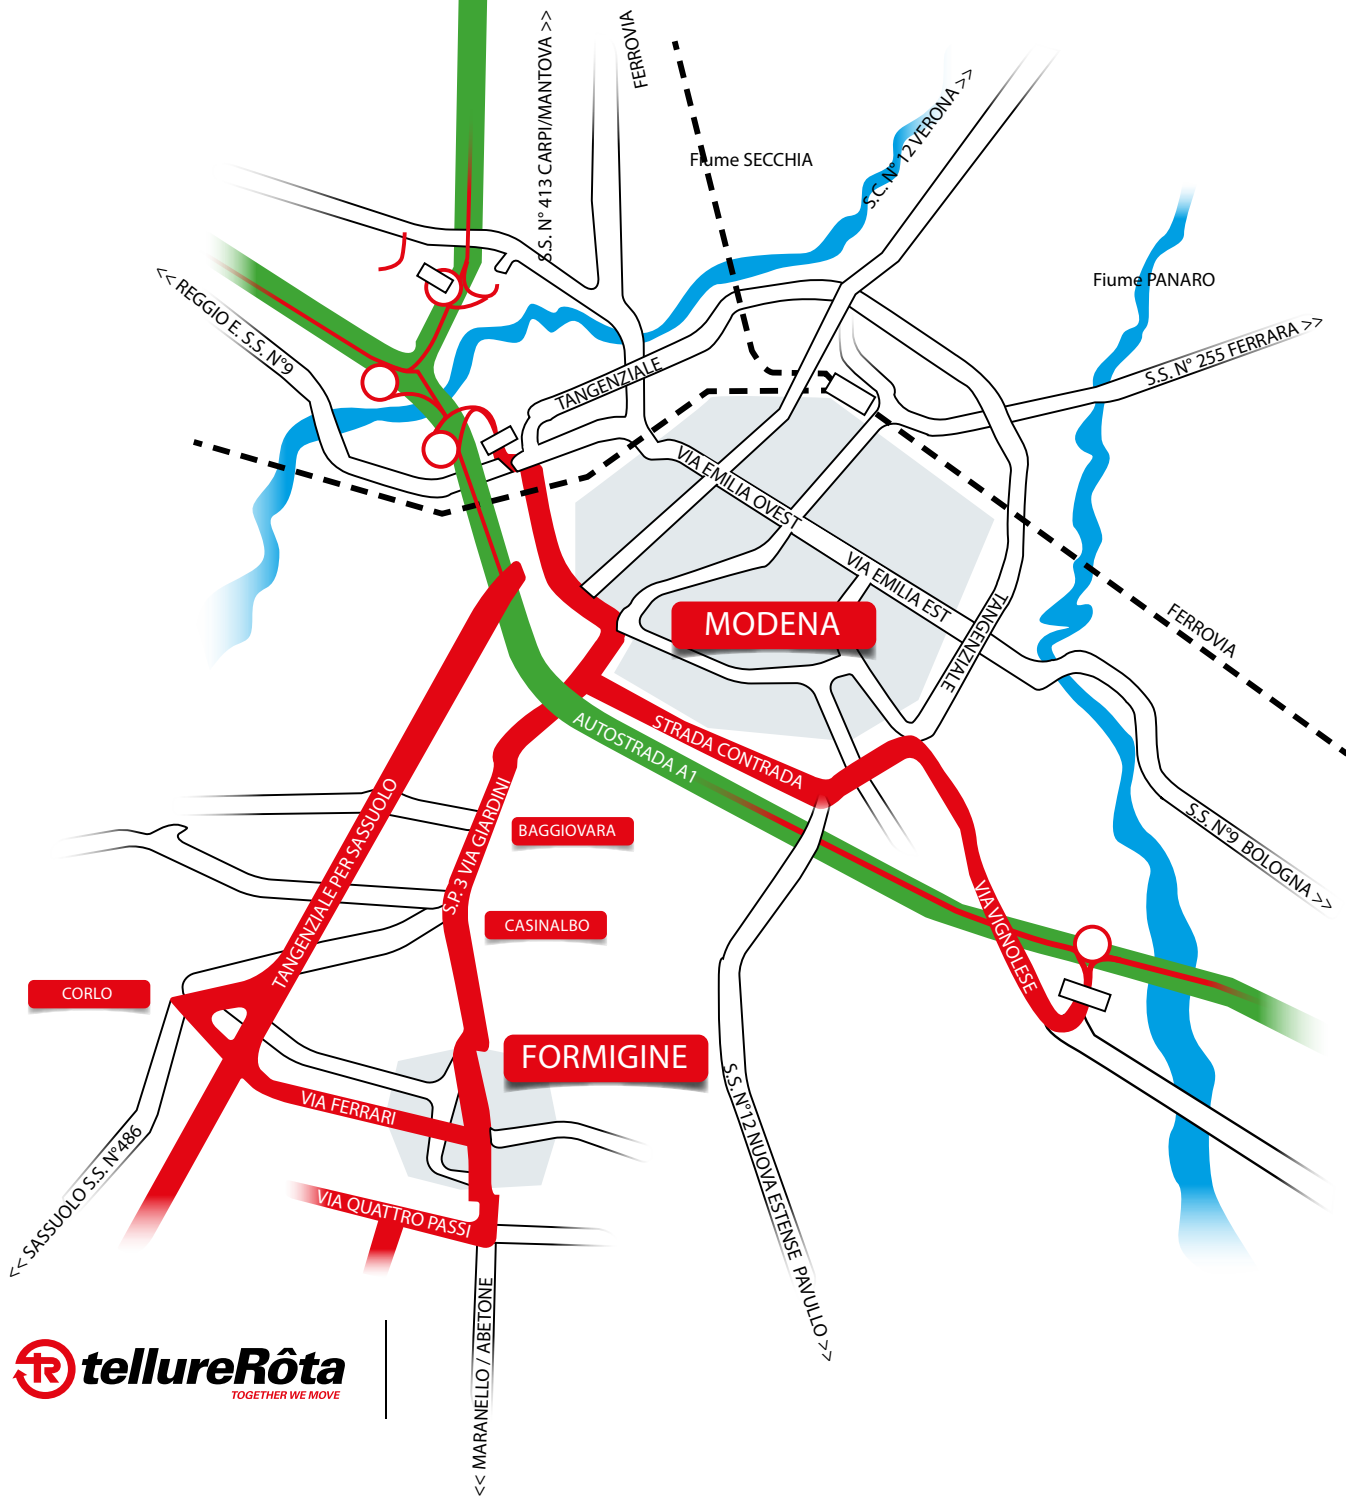 S.S. N° 413 CARPI/MANTOVA >>
FERROVIA
Fiume SECCHIA
S.C. N° 12 VERONA >>
Fiume PANARO
<< REGGIO E. S.S. N°9
S.S. N° 255 FERRARA >>
TANGENZIALE
VIA EMILIA OVEST
VIA EMILIA EST
TANGENZIALE
FERROVIA
MODENA
STRADA CONTRADA
AUTOSTRADA A1
TANGENZIALE PER SASSUOLO
S.P. 3 VIA GIARDINI
BAGGIOVARA
S.S. N°9 BOLOGNA >>
CASINALBO
VIA VIGNOLESE
CORLO
FORMIGINE
VIA FERRARI
<< SASSUOLO S.S. N°486
S.S. N°12 NUOVA ESTENSE PAVULLO >>
VIA QUATTRO PASSI
<< MARANELLO / ABETONE
TR tellureRôta
TOGETHER WE MOVE